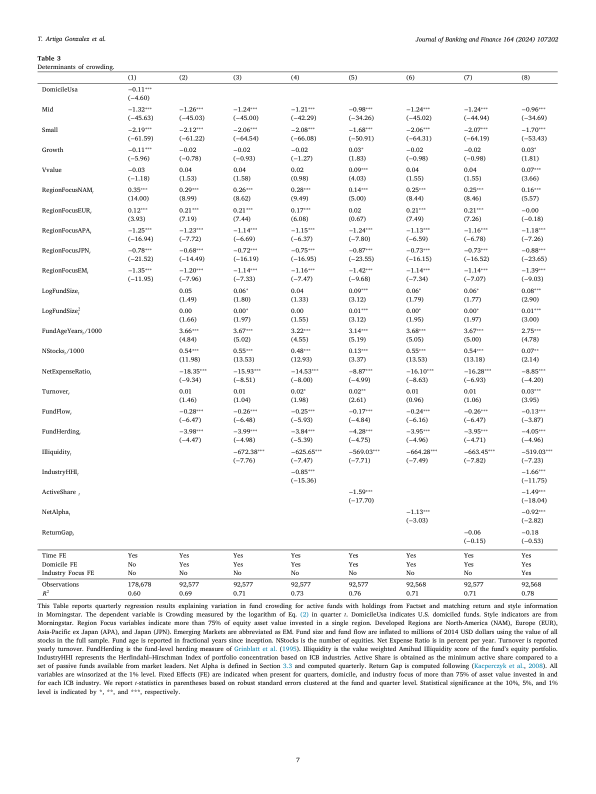 T. Artiga Gonzalez et al.
Journal of Banking and Finance 164 (2024) 107202
Table 3
Determinants of crowding.
(1) (2) (3) (4) (5) (6) (7) (8)
DomicileUsa −0.11***
(−4.60)
Mid −1.32*** −1.26*** −1.24*** −1.21*** −0.98*** −1.24*** −1.24*** −0.96***
(−45.63) (−45.03) (−45.00) (−42.29) (−34.26) (−45.02) (−44.94) (−34.69)
Small −2.19*** −2.12*** −2.06*** −2.08*** −1.68*** −2.06*** −2.07*** −1.70***
(−61.59) (−61.22) (−64.54) (−66.08) (−50.91) (−64.31) (−64.19) (−53.43)
Growth −0.11*** −0.02 −0.02 −0.02 0.03* −0.02 −0.02 0.03*
(−5.96) (−0.78) (−0.93) (−1.27) (1.83) (−0.98) (−0.98) (1.81)
Vvalue −0.03 0.04 0.04 0.02 0.09*** 0.04 0.04 0.07***
(−1.18) (1.53) (1.58) (0.98) (4.03) (1.55) (1.55) (3.66)
RegionFocusNAM, 0.35*** 0.29*** 0.26*** 0.28*** 0.14*** 0.25*** 0.25*** 0.16***
(14.00) (8.99) (8.62) (9.49) (5.00) (8.44) (8.46) (5.57)
RegionFocusEUR, 0.12*** 0.21*** 0.21*** 0.17*** 0.02 0.21*** 0.21*** −0.00
(3.93) (7.19) (7.44) (6.08) (0.67) (7.49) (7.26) (−0.18)
RegionFocusAPA, −1.25*** −1.23*** −1.14*** −1.15*** −1.24*** −1.13*** −1.16*** −1.18***
(−16.94) (−7.72) (−6.69) (−6.37) (−7.80) (−6.59) (−6.78) (−7.26)
RegionFocusJPN, −0.78*** −0.68*** −0.72*** −0.75*** −0.87*** −0.73*** −0.73*** −0.88***
(−21.52) (−14.49) (−16.19) (−16.95) (−23.55) (−16.15) (−16.52) (−23.65)
RegionFocusEM, −1.35*** −1.20*** −1.14*** −1.16*** −1.42*** −1.14*** −1.14*** −1.39***
(−11.95) (−7.96) (−7.33) (−7.47) (−9.68) (−7.34) (−7.07) (−9.03)
LogFundSize, 0.05 0.06* 0.04 0.09*** 0.06* 0.06* 0.08***
(1.49) (1.80) (1.33) (3.12) (1.79) (1.77) (2.90)
LogFundSize,² 0.00 0.00* 0.00 0.01*** 0.00* 0.00* 0.01***
(1.66) (1.97) (1.55) (3.12) (1.95) (1.97) (3.00)
FundAgeYears,/1000 3.66*** 3.67*** 3.22*** 3.14*** 3.68*** 3.67*** 2.75***
(4.84) (5.02) (4.55) (5.19) (5.05) (5.00) (4.78)
NStocks,/1000 0.54*** 0.55*** 0.48*** 0.13*** 0.55*** 0.54*** 0.07**
(11.98) (13.53) (12.93) (3.37) (13.53) (13.18) (2.14)
NetExpenseRatio, −18.35*** −15.93*** −14.53*** −8.87*** −16.10*** −16.28*** −8.85***
(−9.34) (−8.51) (−8.00) (−4.99) (−8.63) (−6.93) (−4.20)
Turnover, 0.01 0.01 0.02* 0.02** 0.01 0.01 0.03***
(1.46) (1.04) (1.98) (2.61) (0.96) (1.06) (3.95)
FundFlow, −0.28*** −0.26*** −0.25*** −0.17*** −0.24*** −0.26*** −0.13***
(−6.47) (−6.48) (−5.93) (−4.84) (−6.16) (−6.47) (−3.87)
FundHerding, −3.98*** −3.99*** −3.84*** −4.28*** −3.95*** −3.95*** −4.05***
(−4.47) (−4.98) (−5.39) (−4.75) (−4.96) (−4.71) (−4.96)
Illiquidity, −672.38*** −625.65*** −569.03*** −664.28*** −663.45*** −519.03***
(−7.76) (−7.47) (−7.71) (−7.49) (−7.82) (−7.23)
IndustryHHI, −0.85*** −1.66***
(−15.36) (−11.75)
ActiveShare , −1.59*** −1.49***
(−17.70) (−18.04)
NetAlpha, −1.13*** −0.92***
(−3.03) (−2.82)
ReturnGap, −0.06 −0.18
(−0.15) (−0.53)
Time FE Yes Yes Yes Yes Yes Yes Yes Yes
Domicile FE No Yes Yes Yes Yes Yes Yes Yes
Industry Focus FE No No No No No No No Yes
Observations 178,678 92,577 92,577 92,577 92,577 92,568 92,577 92,568
R² 0.60 0.69 0.71 0.73 0.76 0.71 0.71 0.78
This Table reports quarterly regression results explaining variation in fund crowding for active funds with holdings from Factset and matching return and style information
in Morningstar. The dependent variable is Crowding measured by the logarithm of Eq. (2) in quarter t. DomicileUsa indicates U.S. domiciled funds. Style indicators are from
Morningstar. Region Focus variables indicate more than 75% of equity asset value invested in a single region. Developed Regions are North-America (NAM), Europe (EUR),
Asia-Pacific ex Japan (APA), and Japan (JPN). Emerging Markets are abbreviated as EM. Fund size and fund flow are inflated to millions of 2014 USD dollars using the value of all
stocks in the full sample. Fund age is reported in fractional years since inception. NStocks is the number of equities. Net Expense Ratio is in percent per year. Turnover is reported
yearly turnover. FundHerding is the fund-level herding measure of Grinblatt et al. (1995). Illiquidity is the value weighted Amihud Illiquidity score of the fund's equity portfolio.
IndustryHHI represents the Herfindahl–Hirschman Index of portfolio concentration based on ICB industries. Active Share is obtained as the minimum active share compared to a
set of passive funds available from market leaders. Net Alpha is defined in Section 3.3 and computed quarterly. Return Gap is computed following (Kacperczyk et al., 2008). All
variables are winsorized at the 1% level. Fixed Effects (FE) are indicated when present for quarters, domicile, and industry focus of more than 75% of asset value invested in and
for each ICB industry. We report t-statistics in parentheses based on robust standard errors clustered at the fund and quarter level. Statistical significance at the 10%, 5%, and 1%
level is indicated by *, **, and ***, respectively.
7